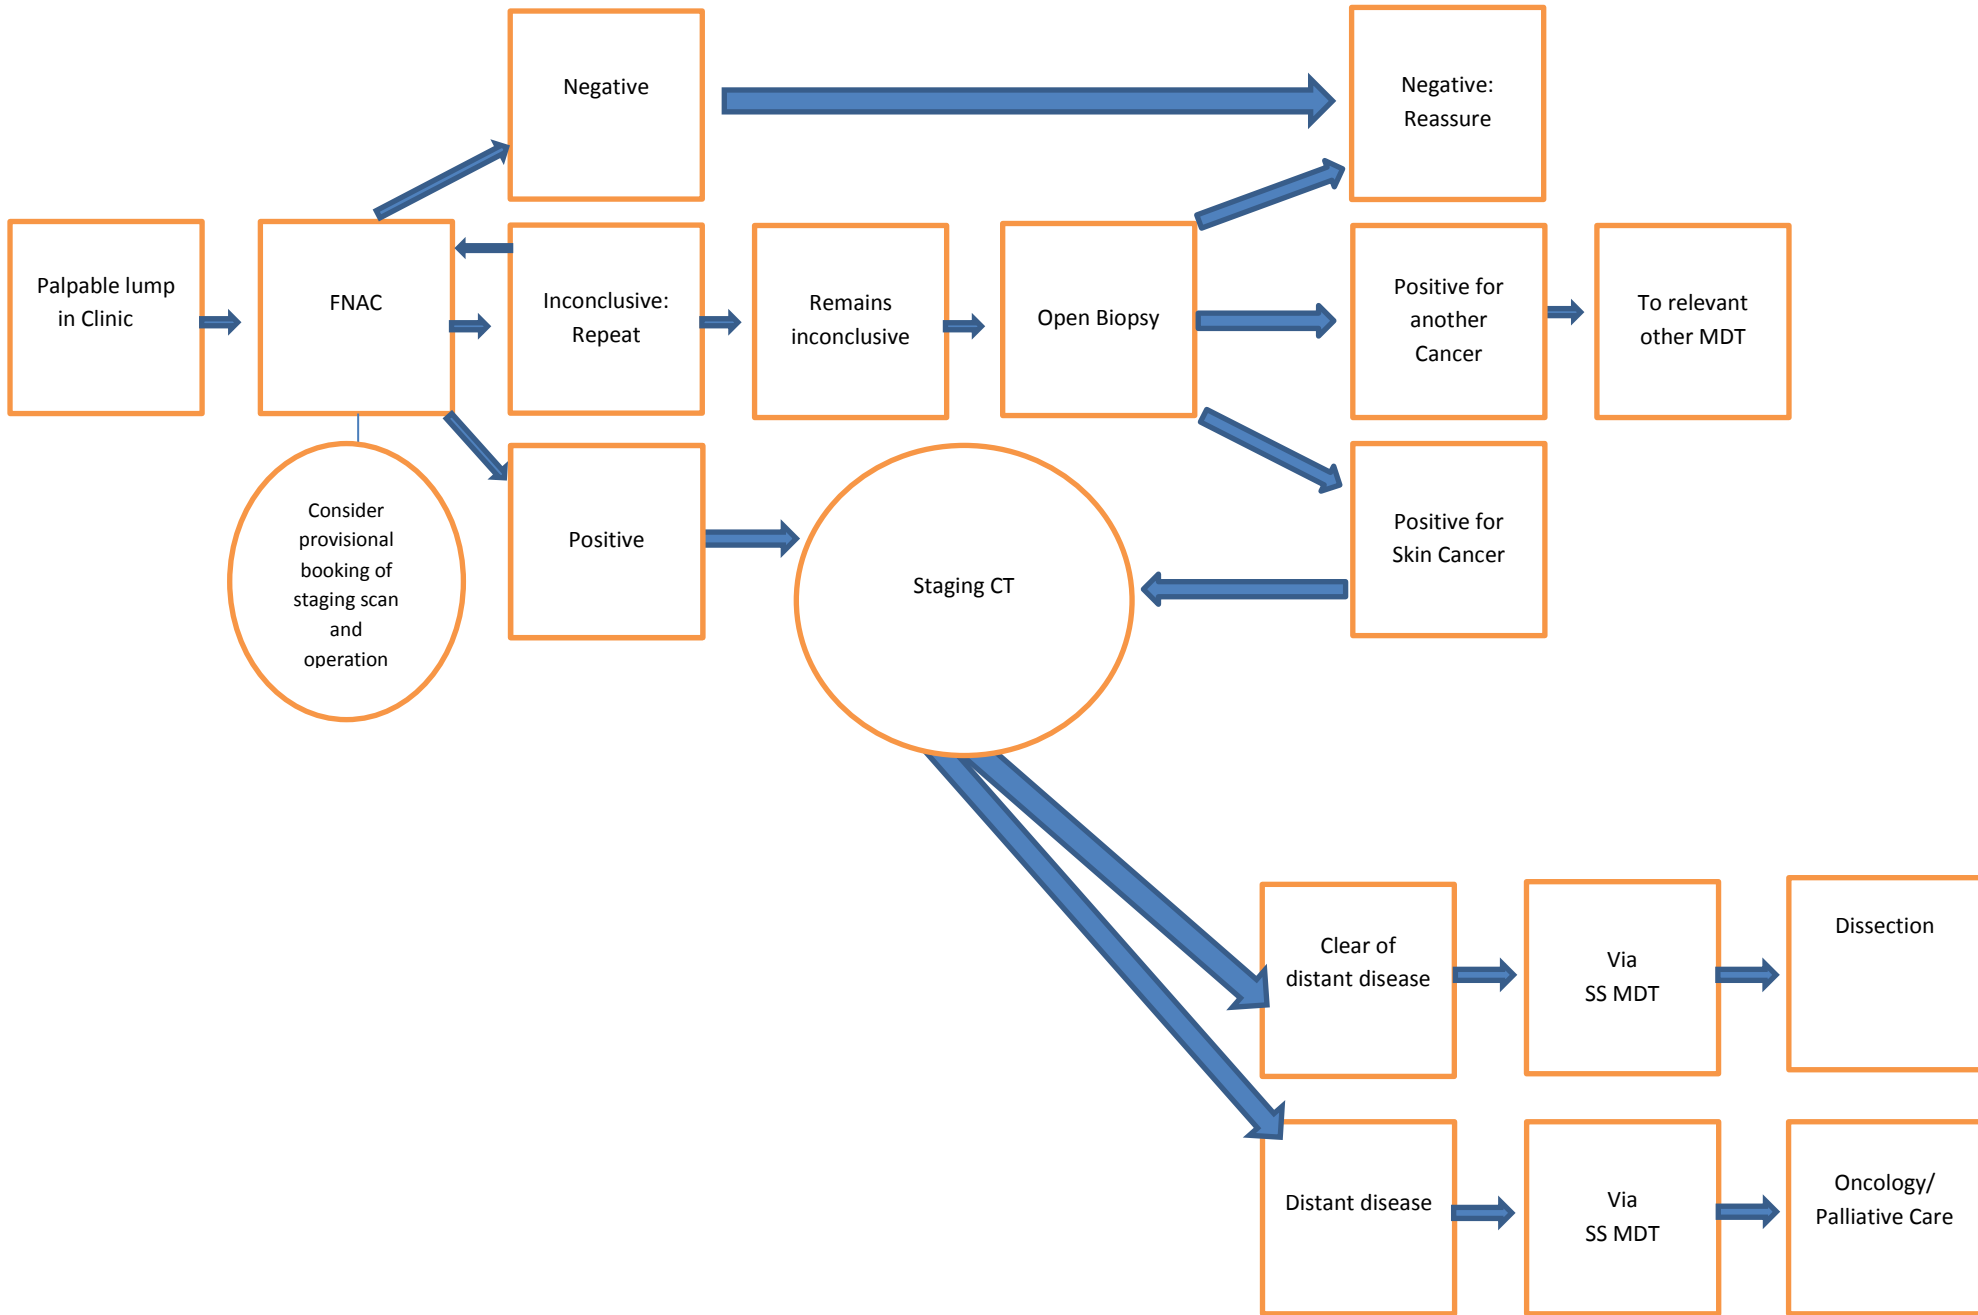 Negative
Negative:
Reassure
Palpable lump
in Clinic
FNAC
Inconclusive:
Repeat
Remains
inconclusive
Open Biopsy
Positive for
another
Cancer
To relevant
other MDT
Consider
provisional
booking of
staging scan
and
operation
Positive
Staging CT
Positive for
Skin Cancer
Clear of
distant disease
Via
SS MDT
Dissection
Distant disease
Via
SS MDT
Oncology/
Palliative Care